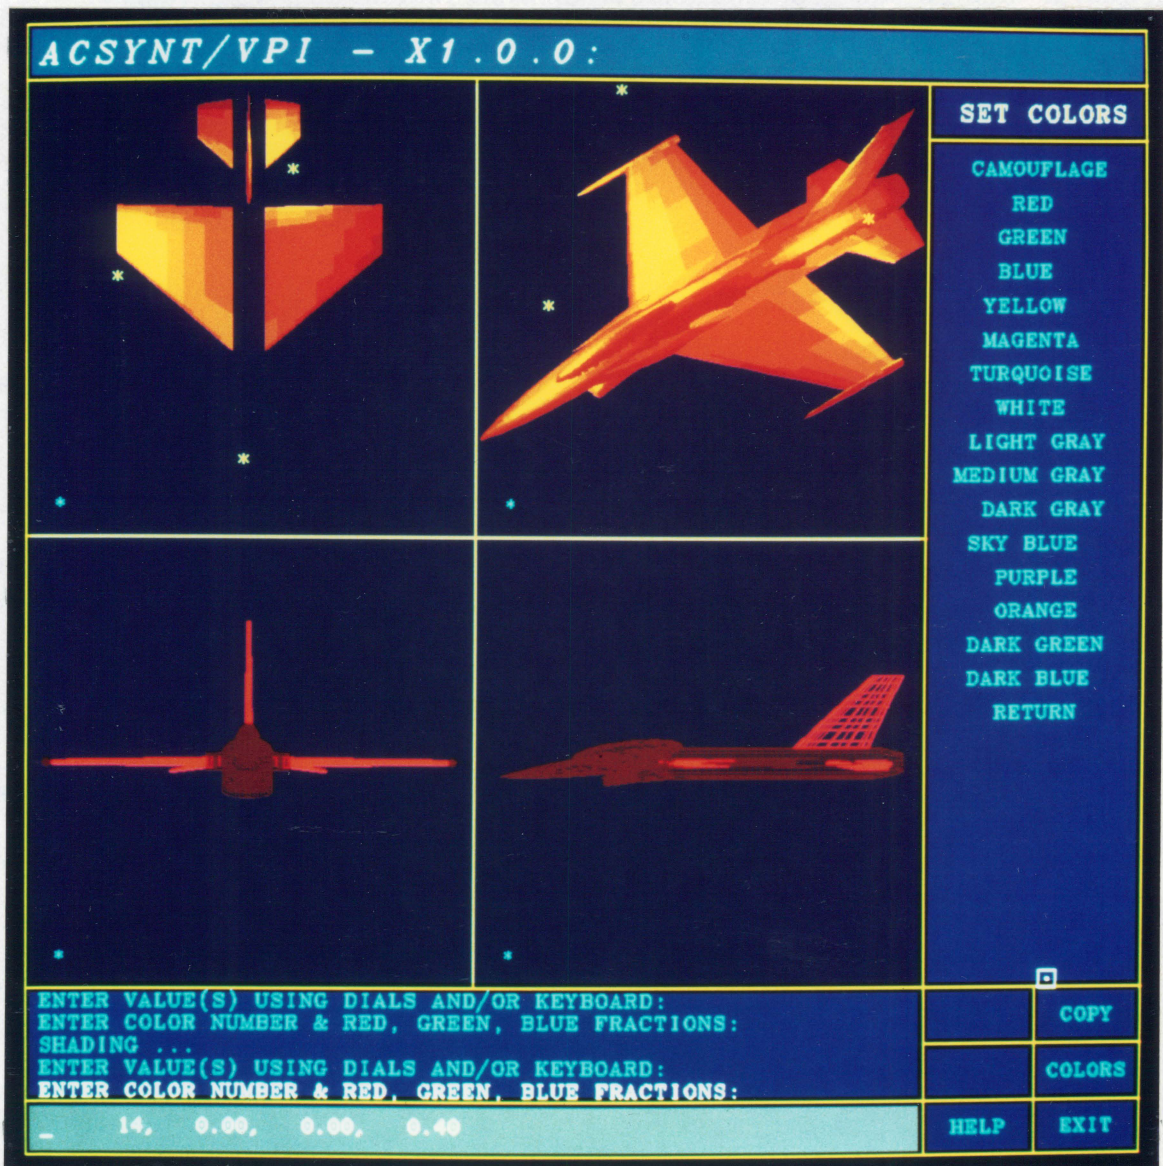 ACSYNT/VPI - X1.0.0:
SET COLORS
CAMOUFLAGE
RED
GREEN
BLUE
YELLOW
MAGENTA
TURQUOISE
WHITE
LIGHT GRAY
MEDIUM GRAY
DARK GRAY
SKY BLUE
PURPLE
ORANGE
DARK GREEN
DARK BLUE
RETURN
ENTER VALUE(S) USING DIALS AND/OR KEYBOARD:
ENTER COLOR NUMBER & RED, GREEN, BLUE FRACTIONS:
SHADING ...
ENTER VALUE(S) USING DIALS AND/OR KEYBOARD:
ENTER COLOR NUMBER & RED, GREEN, BLUE FRACTIONS:
_ 14, 0.00, 0.00, 0.40
COPY
COLORS
HELP EXIT